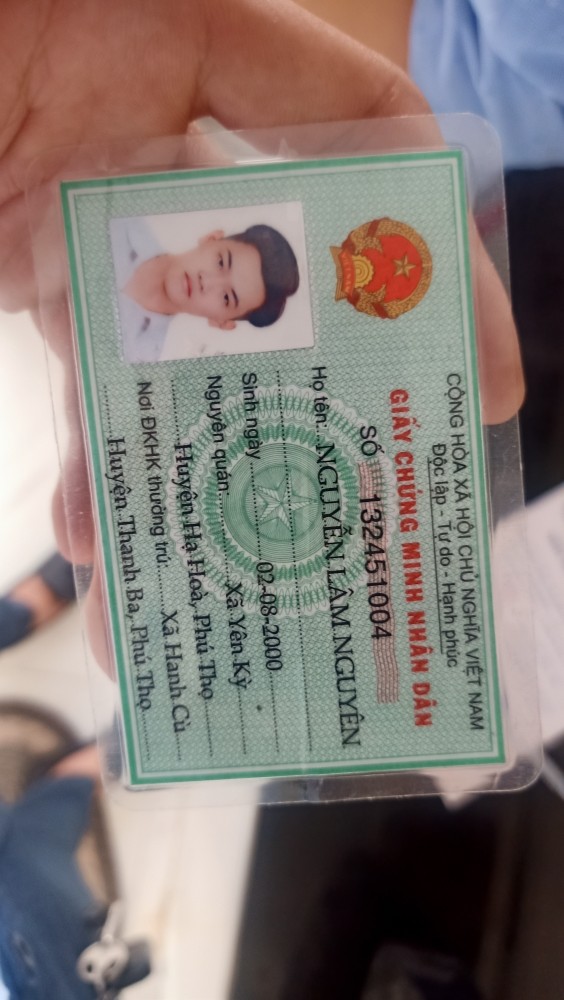 CỘNG HÒA XÃ HỘI CHỦ NGHĨA VIỆT NAM
Độc lập - Tự do - Hạnh phúc
GIẤY CHỨNG MINH NHÂN DÂN
SỐ 132451004
Họ tên: NGUYỄN LÂM NGUYÊN
Sinh ngày 02-08-2000
Nguyên quán: Xã Yên Kỳ
Huyện Hạ Hoà, Phú Thọ
Nơi ĐKHK thường trú: Xã Hanh Cù
Huyện Thanh Ba, Phú Thọ